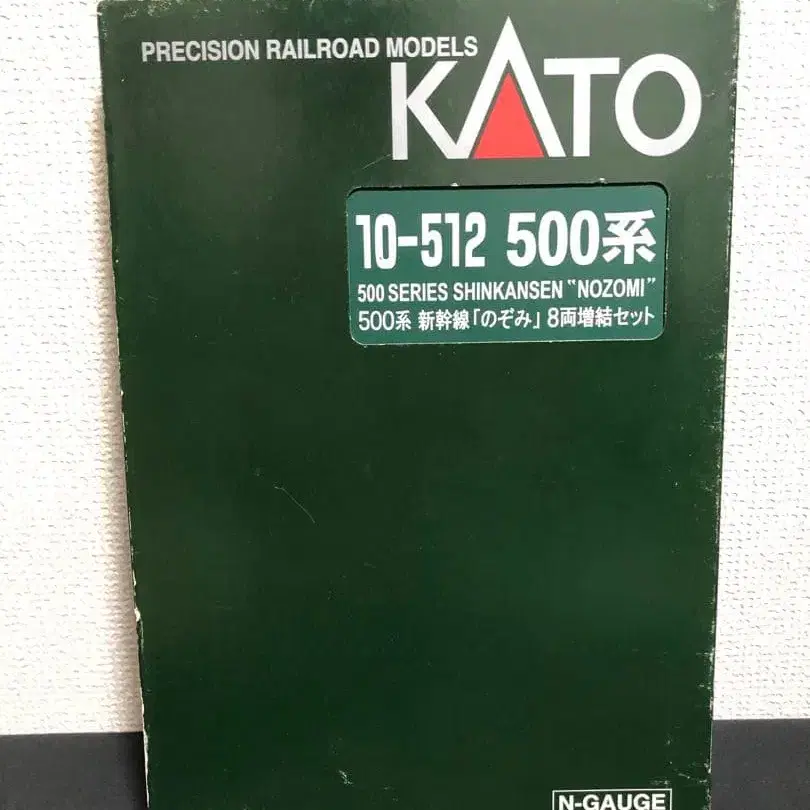 PRECISION RAILROAD MODELS
KATO
10-512 500系
500 SERIES SHINKANSEN "NOZOMI"
500系 新幹線「のぞみ」8両増結セット
N-GAUGE